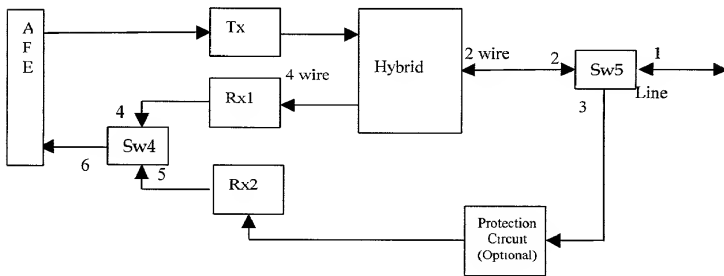 A
F
E
Tx
Hybrid
2 wire
2
Sw5
1
Line
3
4 wire
Rx1
4
Sw4
6
5
Rx2
Protection
Circuit
(Optional)